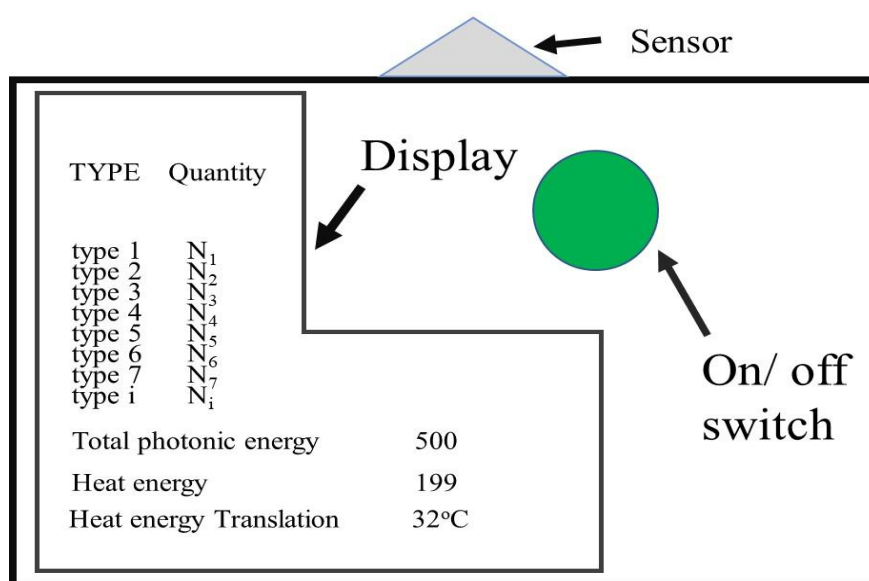 Sensor
Display
TYPE Quantity
type 1 N₁
type 2 N₂
type 3 N₃
type 4 N₄
type 5 N₅
type 6 N₆
type 7 N₇
type i Nᵢ
On/ off
switch
Total photonic energy 500
Heat energy 199
Heat energy Translation 32°C